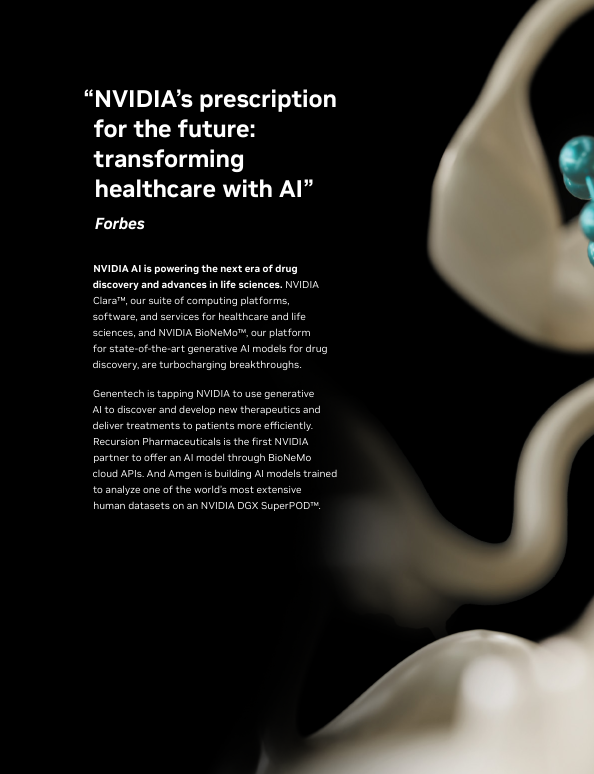 “NVIDIA’s prescription
for the future:
transforming
healthcare with AI”
Forbes
NVIDIA AI is powering the next era of drug
discovery and advances in life sciences. NVIDIA
Clara™, our suite of computing platforms,
software, and services for healthcare and life
sciences, and NVIDIA BioNeMo™, our platform
for state-of-the-art generative AI models for drug
discovery, are turbocharging breakthroughs.
Genentech is tapping NVIDIA to use generative
AI to discover and develop new therapeutics and
deliver treatments to patients more efficiently.
Recursion Pharmaceuticals is the first NVIDIA
partner to offer an AI model through BioNeMo
cloud APIs. And Amgen is building AI models trained
to analyze one of the world’s most extensive
human datasets on an NVIDIA DGX SuperPOD™.